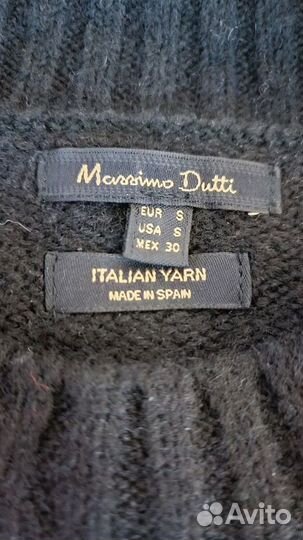 Massimo Dutti
EUR S
USA S
MEX 30
ITALIAN YARN
MADE IN SPAIN
Avito